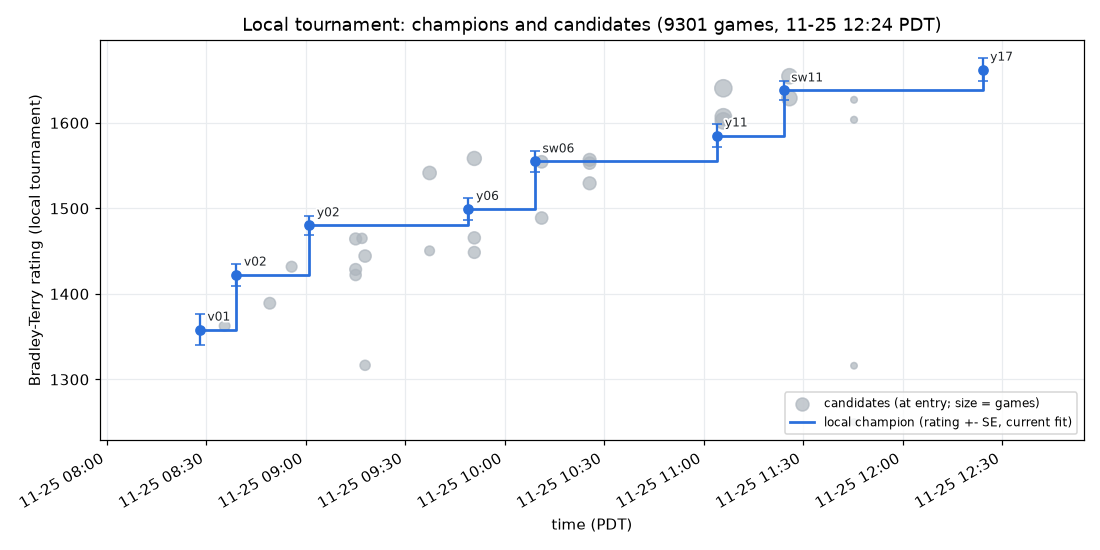 Local tournament: champions and candidates (9301 games, 11-25 12:24 PDT)
Bradley-Terry rating (local tournament)
1600
1500
1400
1300
v01
v02
y02
y06
sw06
y11
sw11
y17
candidates (at entry; size = games)
local champion (rating +- SE, current fit)
11-25 08:00
11-25 08:30
11-25 09:00
11-25 09:30
11-25 10:00
11-25 10:30
11-25 11:00
11-25 11:30
11-25 12:00
11-25 12:30
time (PDT)